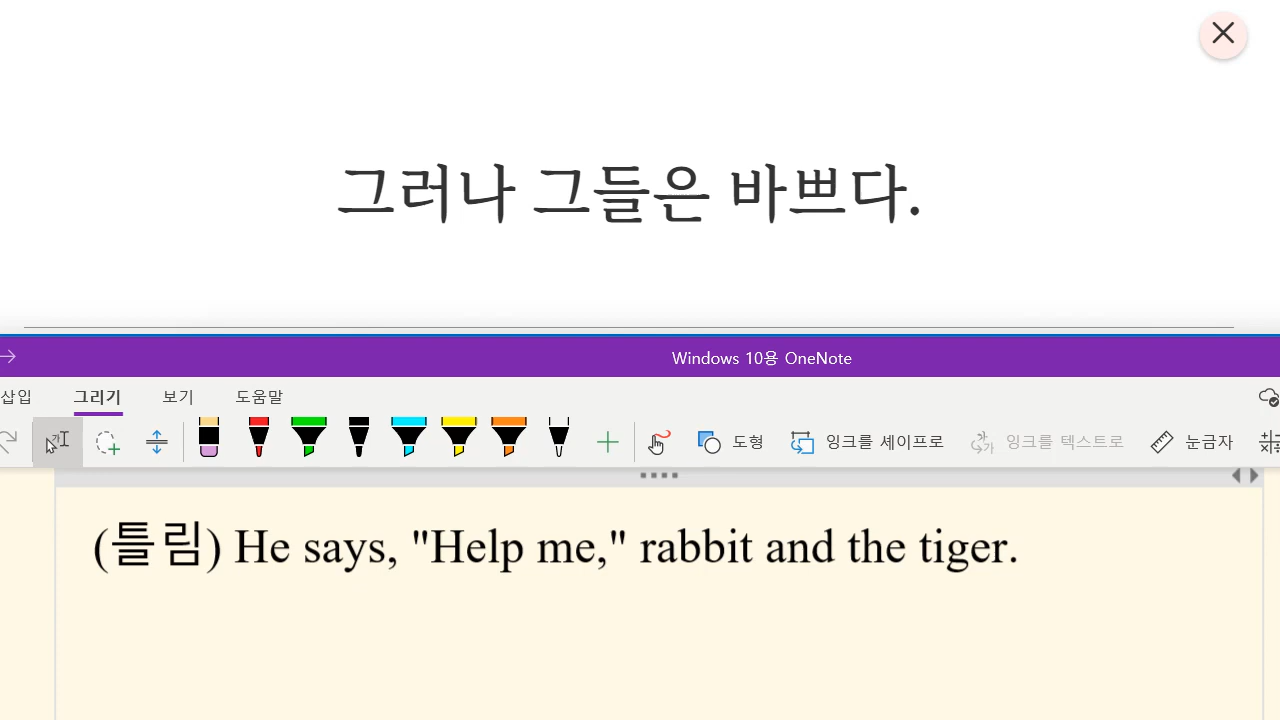 그러나 그들은 바쁘다.
Windows 10용 OneNote
삽입 그리기 보기 도움말
잉크를 셰이프로 잉크를 텍스트로 눈금자
도형
(틀림) He says, "Help me," rabbit and the tiger.